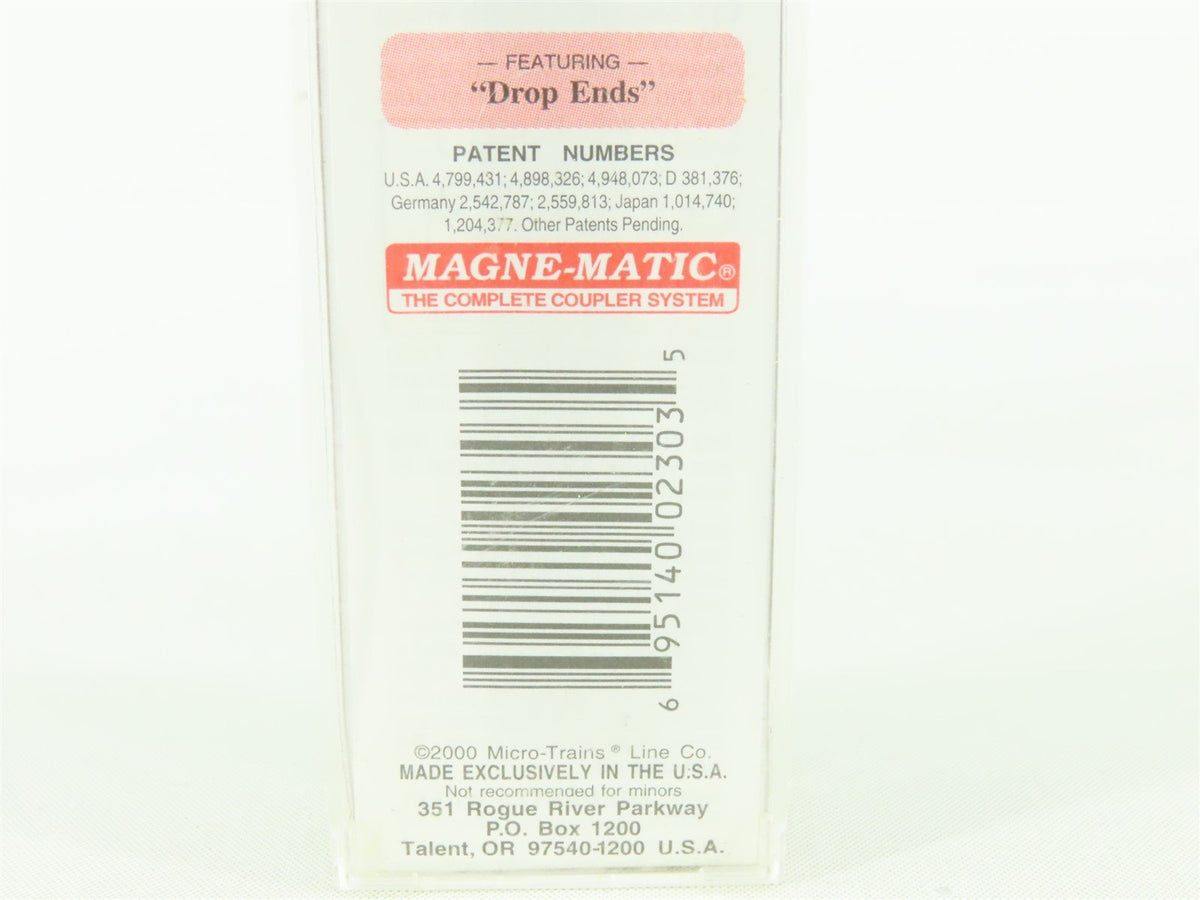 — FEATURING —
“Drop Ends”
PATENT NUMBERS
U.S.A. 4,799,431; 4,898,326; 4,948,073; D 381,376;
Germany 2,542,787; 2,559,813; Japan 1,014,740;
1,204,377. Other Patents Pending.
MAGNE-MATIC®
THE COMPLETE COUPLER SYSTEM
6 95140 02303 5
©2000 Micro-Trains® Line Co.
MADE EXCLUSIVELY IN THE U.S.A.
Not recommended for minors
351 Rogue River Parkway
P.O. Box 1200
Talent, OR 97540-1200 U.S.A.